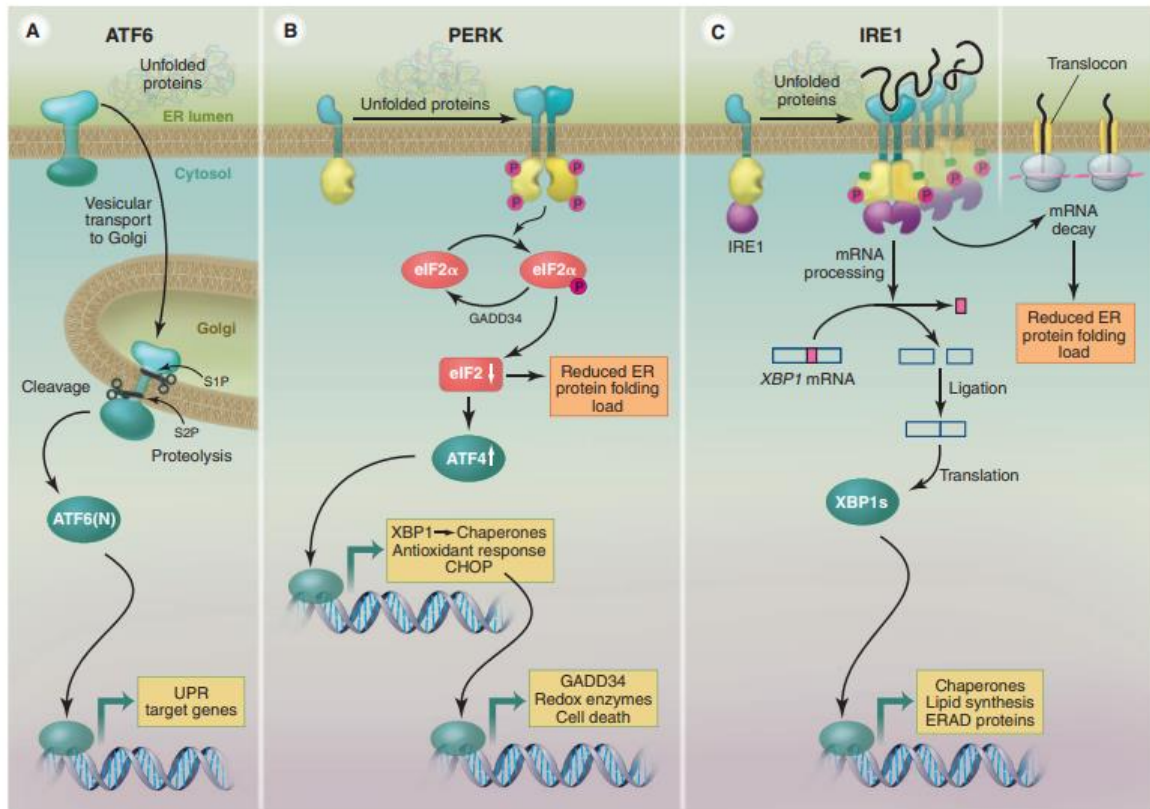 A
ATF6
Unfolded
proteins
ER lumen
Cytosol
Vesicular
transport
to Golgi
Golgi
S1P
Cleavage
S2P
Proteolysis
ATF6(N)
UPR
target genes
B
PERK
Unfolded proteins
P
P
P
P
eIF2α
eIF2α
P
GADD34
eIF2
Reduced ER
protein folding
load
ATF4
XBP1 → Chaperones
Antioxidant response
CHOP
GADD34
Redox enzymes
Cell death
C
IRE1
Unfolded
proteins
Translocon
P
P
P
P
IRE1
mRNA
processing
mRNA
decay
Reduced ER
protein folding
load
XBP1 mRNA
Ligation
Translation
XBP1s
Chaperones
Lipid synthesis
ERAD proteins